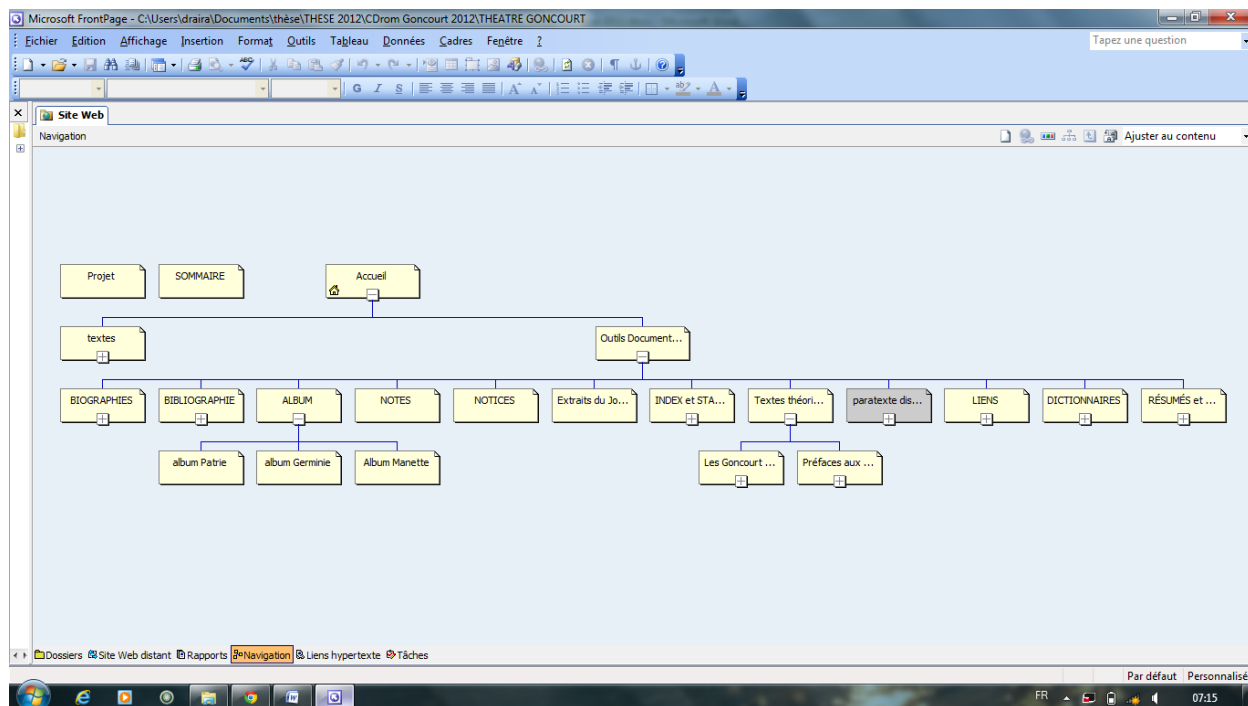 Microsoft FrontPage - C:\Users\draira\Documents\thèse\THESE 2012\CDrom Goncourt 2012\THEATRE GONCOURT
Eichier Edition Affichage Insertion Format Outils Tableau Données Cadres Fenêtre ? Tapez une question
G I S
Site Web
Navigation Ajuster au contenu
Projet SOMMAIRE Accueil
textes Outils Document...
BIOGRAPHIES BIBLIOGRAPHIE ALBUM NOTES NOTICES Extraits du Jo... INDEX et STA... Textes théori... paratexte dis... LIENS DICTIONNAIRES RÉSUMÉS et ...
album Patrie album Germinie Album Manette Les Goncourt ... Préfaces aux ...
Dossiers Site Web distant Rapports Navigation Liens hypertexte Tâches
Par défaut Personnalisé
FR 07:15